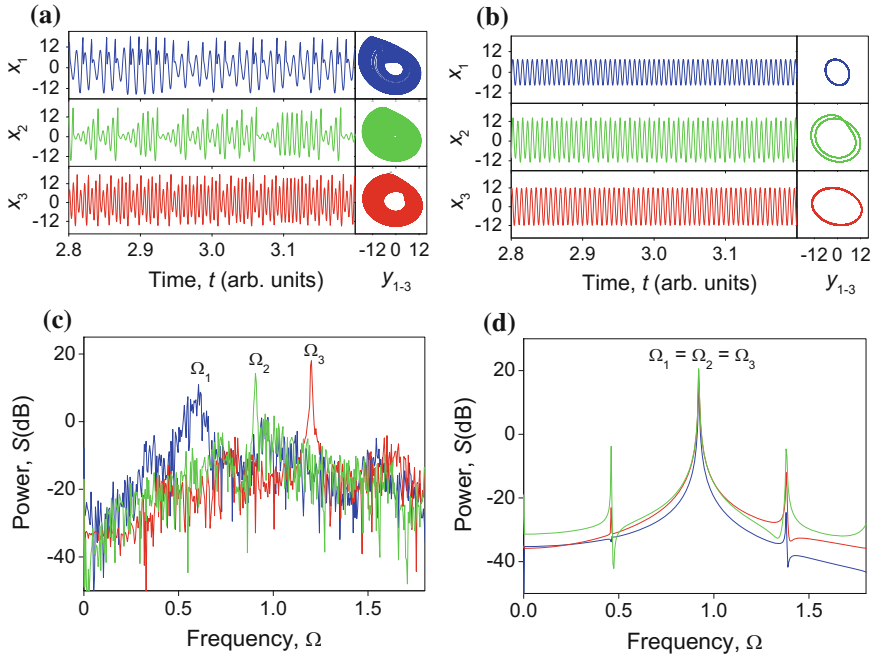 (a)
x₁
12
0
-12
x₂
12
0
-12
x₃
12
0
-12
2.8 2.9 3.0 3.1
-12 0 12
Time, t (arb. units)
y₁₋₃
(b)
x₁
12
0
-12
x₂
12
0
-12
x₃
12
0
-12
2.8 2.9 3.0 3.1
-12 0 12
Time, t (arb. units)
y₁₋₃
(c)
Power, S(dB)
20
0
-20
-40
Ω₁
Ω₂
Ω₃
0 0.5 1.0 1.5
Frequency, Ω
(d)
Power, S(dB)
20
0
-20
-40
Ω₁ = Ω₂ = Ω₃
0.0 0.5 1.0 1.5
Frequency, Ω